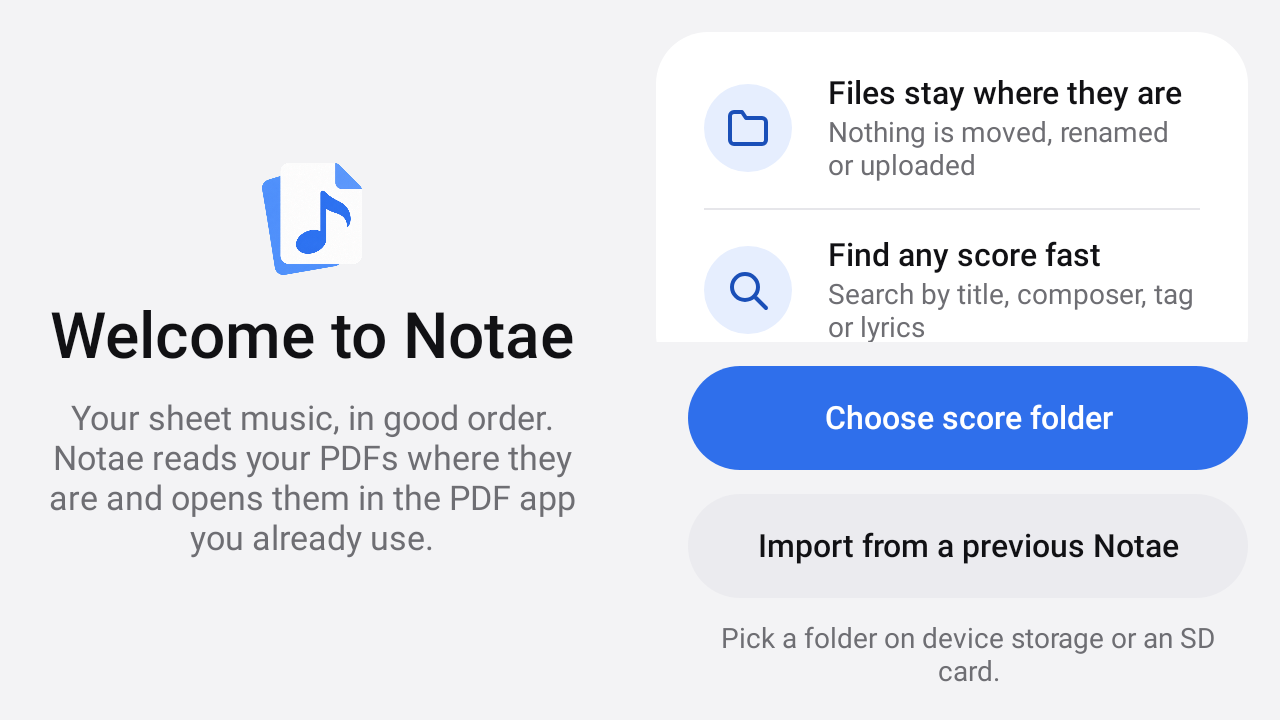 Welcome to Notae
Your sheet music, in good order.
Notae reads your PDFs where they
are and opens them in the PDF app
you already use.
Files stay where they are
Nothing is moved, renamed
or uploaded
Find any score fast
Search by title, composer, tag
or lyrics
Choose score folder
Import from a previous Notae
Pick a folder on device storage or an SD
card.